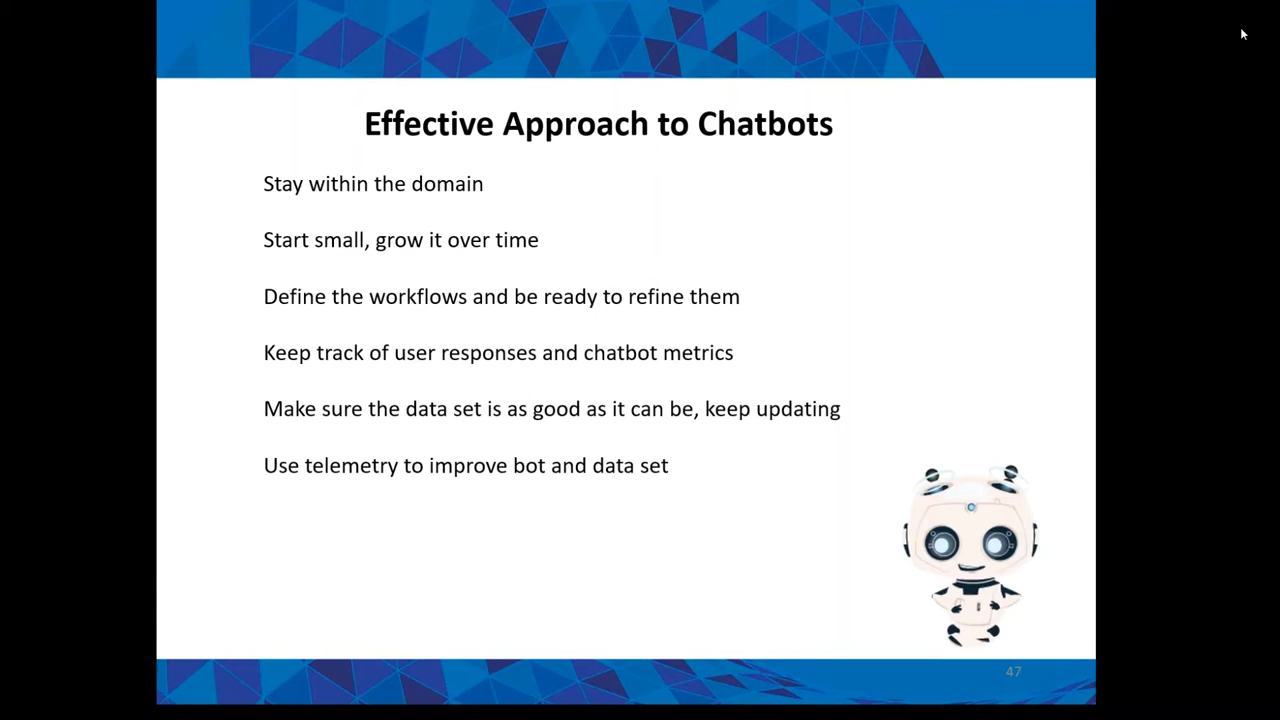 Effective Approach to Chatbots
Stay within the domain
Start small, grow it over time
Define the workflows and be ready to refine them
Keep track of user responses and chatbot metrics
Make sure the data set is as good as it can be, keep updating
Use telemetry to improve bot and data set
47